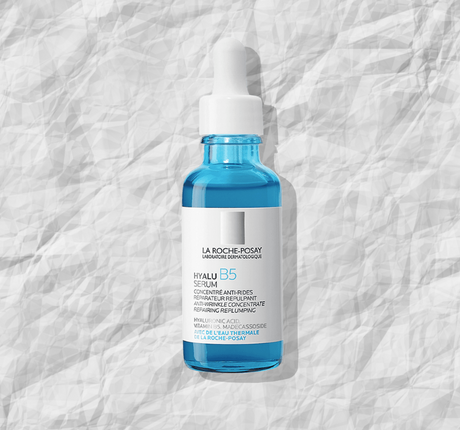 LA ROCHE-POSAY
LABORATOIRE DERMATOLOGIQUE
HYALU B5
SERUM
CONCENTRÉ ANTI-RIDES
RÉPARATEUR REPULPANT
ANTI-WRINKLE CONCENTRATE
REPAIRING REPLUMPING
HYALURONIC ACID,
VITAMIN B5, MADECASSOSIDE
AVEC DE L'EAU THERMALE
DE LA ROCHE-POSAY